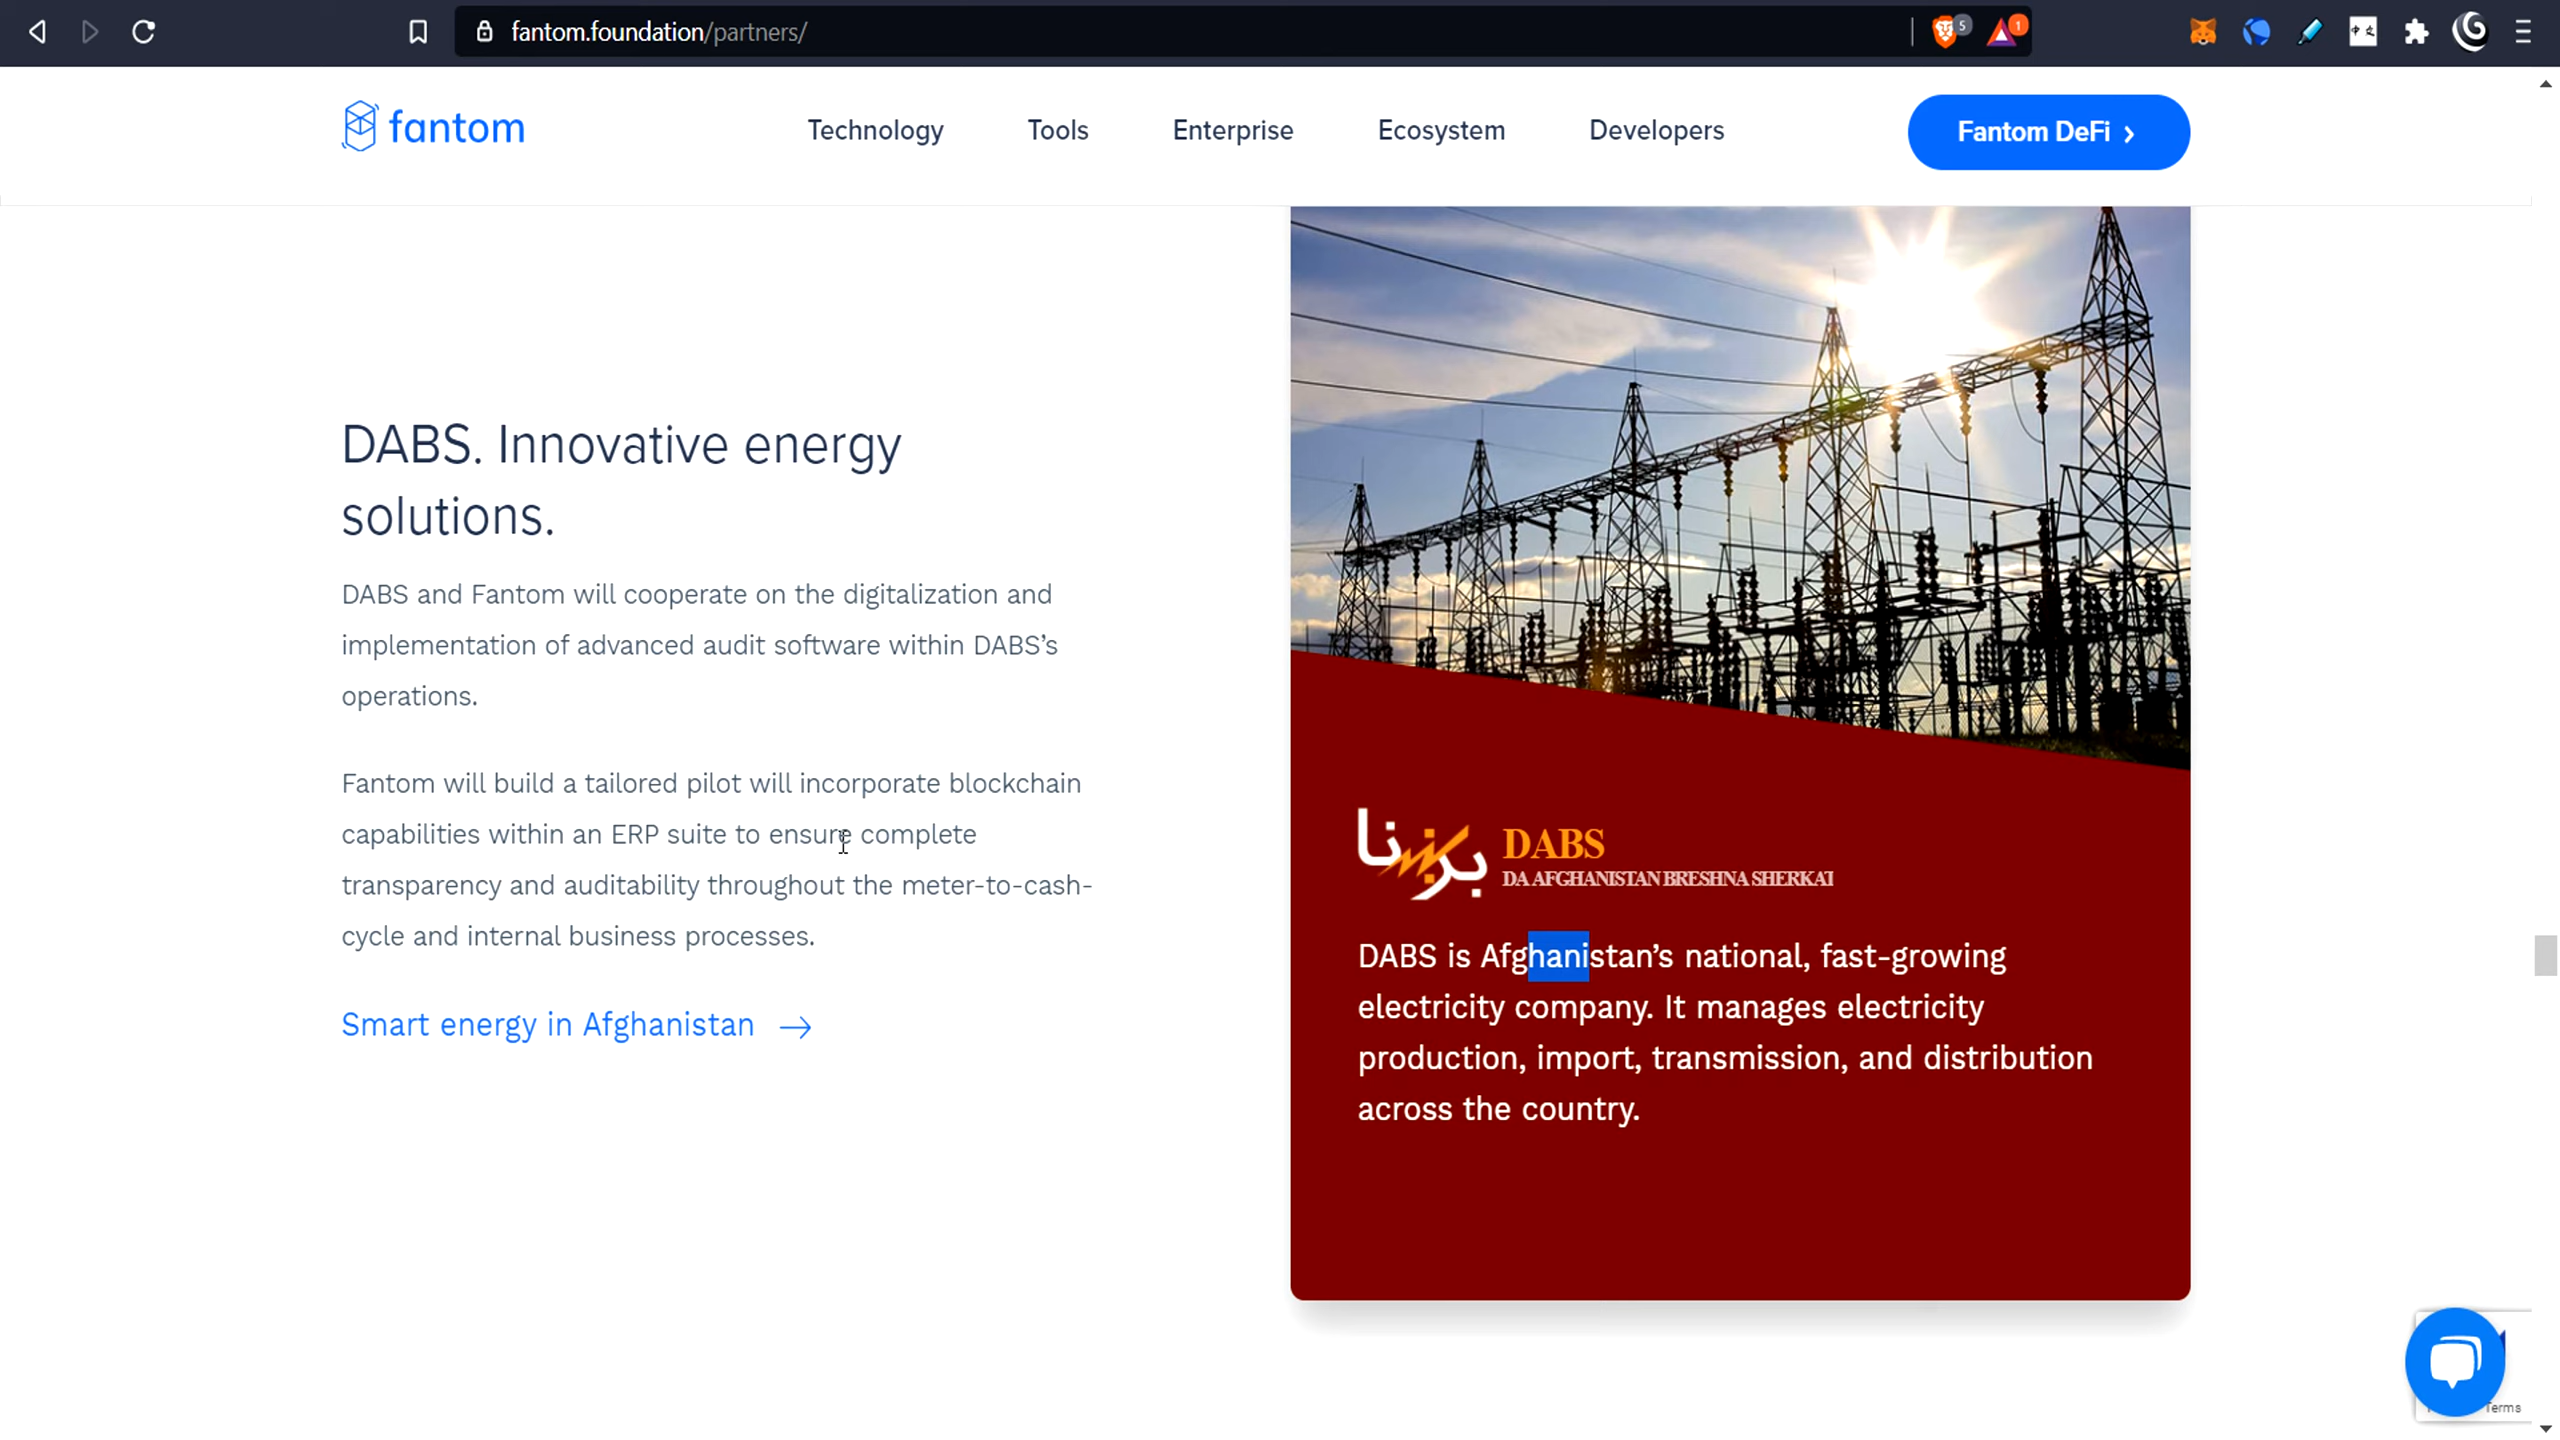 fantom.foundation/partners/
5
1
fantom
Technology
Tools
Enterprise
Ecosystem
Developers
Fantom DeFi ›
DABS. Innovative energy
solutions.
DABS and Fantom will cooperate on the digitalization and
implementation of advanced audit software within DABS’s
operations.
Fantom will build a tailored pilot will incorporate blockchain
capabilities within an ERP suite to ensure complete
transparency and auditability throughout the meter-to-cash-
cycle and internal business processes.
Smart energy in Afghanistan →
برښنا
DABS
DA AFGHANISTAN BRESHNA SHERKAT
DABS is Afghanistan’s national, fast-growing
electricity company. It manages electricity
production, import, transmission, and distribution
across the country.
Terms